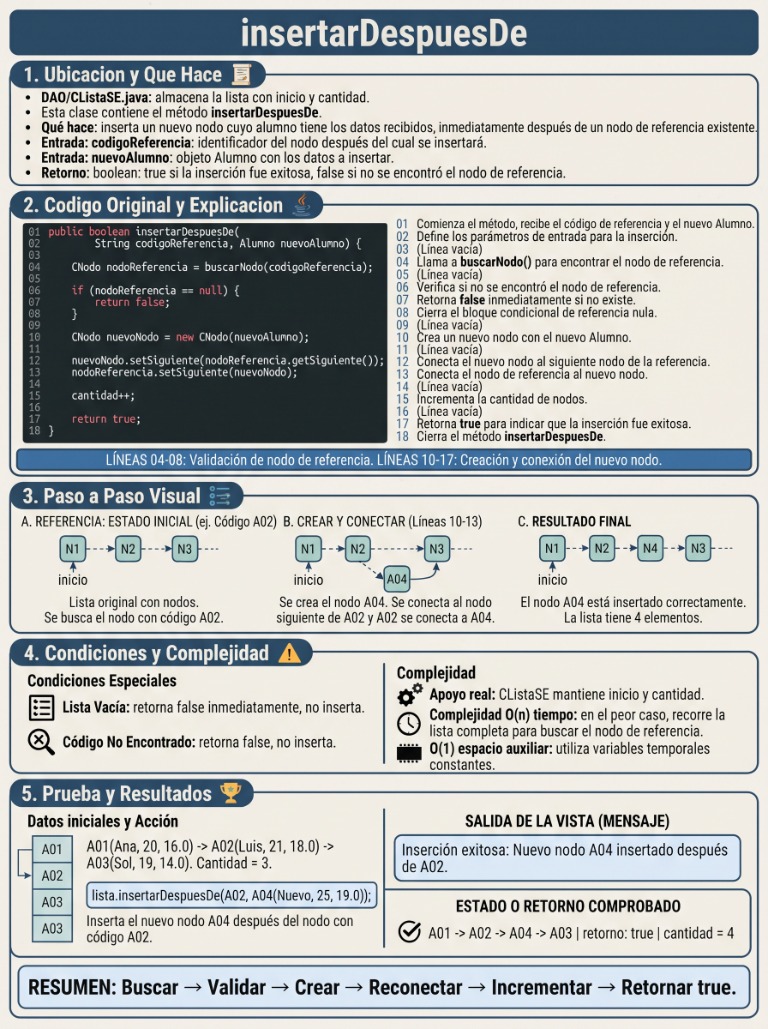 insertarDespuesDe
1. Ubicacion y Que Hace
• DAO/CListaSE.java: almacena la lista con inicio y cantidad.
• Esta clase contiene el método insertarDespuesDe.
• Qué hace: inserta un nuevo nodo cuyo alumno tiene los datos recibidos, inmediatamente después de un nodo de referencia existente.
• Entrada: codigoReferencia: identificador del nodo después del cual se insertará.
• Entrada: nuevoAlumno: objeto Alumno con los datos a insertar.
• Retorno: boolean: true si la inserción fue exitosa, false si no se encontró el nodo de referencia.
2. Codigo Original y Explicacion
01 public boolean insertarDespuesDe(
02 String codigoReferencia, Alumno nuevoAlumno) {
03
04 CNodo nodoReferencia = buscarNodo(codigoReferencia);
05
06 if (nodoReferencia == null) {
07 return false;
08 }
09
10 CNodo nuevoNodo = new CNodo(nuevoAlumno);
11
12 nuevoNodo.setSiguiente(nodoReferencia.getSiguiente());
13 nodoReferencia.setSiguiente(nuevoNodo);
14
15 cantidad++;
16
17 return true;
18 }
01 Comienza el método, recibe el código de referencia y el nuevo Alumno.
02 Define los parámetros de entrada para la inserción.
03 (Línea vacía)
04 Llama a buscarNodo() para encontrar el nodo de referencia.
05 (Línea vacía)
06 Verifica si no se encontró el nodo de referencia.
07 Retorna false inmediatamente si no existe.
08 Cierra el bloque condicional de referencia nula.
09 (Línea vacía)
10 Crea un nuevo nodo con el nuevo Alumno.
11 (Línea vacía)
12 Conecta el nuevo nodo al siguiente nodo de la referencia.
13 Conecta el nodo de referencia al nuevo nodo.
14 (Línea vacía)
15 Incrementa la cantidad de nodos.
16 (Línea vacía)
17 Retorna true para indicar que la inserción fue exitosa.
18 Cierra el método insertarDespuesDe.
LÍNEAS 04-08: Validación de nodo de referencia. LÍNEAS 10-17: Creación y conexión del nuevo nodo.
3. Paso a Paso Visual
A. REFERENCIA: ESTADO INICIAL (ej. Código A02)
N1 N2 N3
inicio
Lista original con nodos.
Se busca el nodo con código A02.
B. CREAR Y CONECTAR (Líneas 10-13)
N1 N2 N3
A04
inicio
Se crea el nodo A04. Se conecta al nodo
siguiente de A02 y A02 se conecta a A04.
C. RESULTADO FINAL
N1 N2 N4 N3
inicio
El nodo A04 está insertado correctamente.
La lista tiene 4 elementos.
4. Condiciones y Complejidad
Condiciones Especiales
Lista Vacía: retorna false inmediatamente, no inserta.
Código No Encontrado: retorna false, no inserta.
Complejidad
Apoyo real: CListaSE mantiene inicio y cantidad.
Complejidad O(n) tiempo: en el peor caso, recorre la
lista completa para buscar el nodo de referencia.
O(1) espacio auxiliar: utiliza variables temporales
constantes.
5. Prueba y Resultados
Datos iniciales y Acción
A01
A02
A03
A03
A01(Ana, 20, 16.0) -> A02(Luis, 21, 18.0) ->
A03(Sol, 19, 14.0). Cantidad = 3.
lista.insertarDespuesDe(A02, A04(Nuevo, 25, 19.0));
Inserta el nuevo nodo A04 después del nodo con
código A02.
SALIDA DE LA VISTA (MENSAJE)
Inserción exitosa: Nuevo nodo A04 insertado después
de A02.
ESTADO O RETORNO COMPROBADO
A01 -> A02 -> A04 -> A03 | retorno: true | cantidad = 4
RESUMEN: Buscar → Validar → Crear → Reconectar → Incrementar → Retornar true.